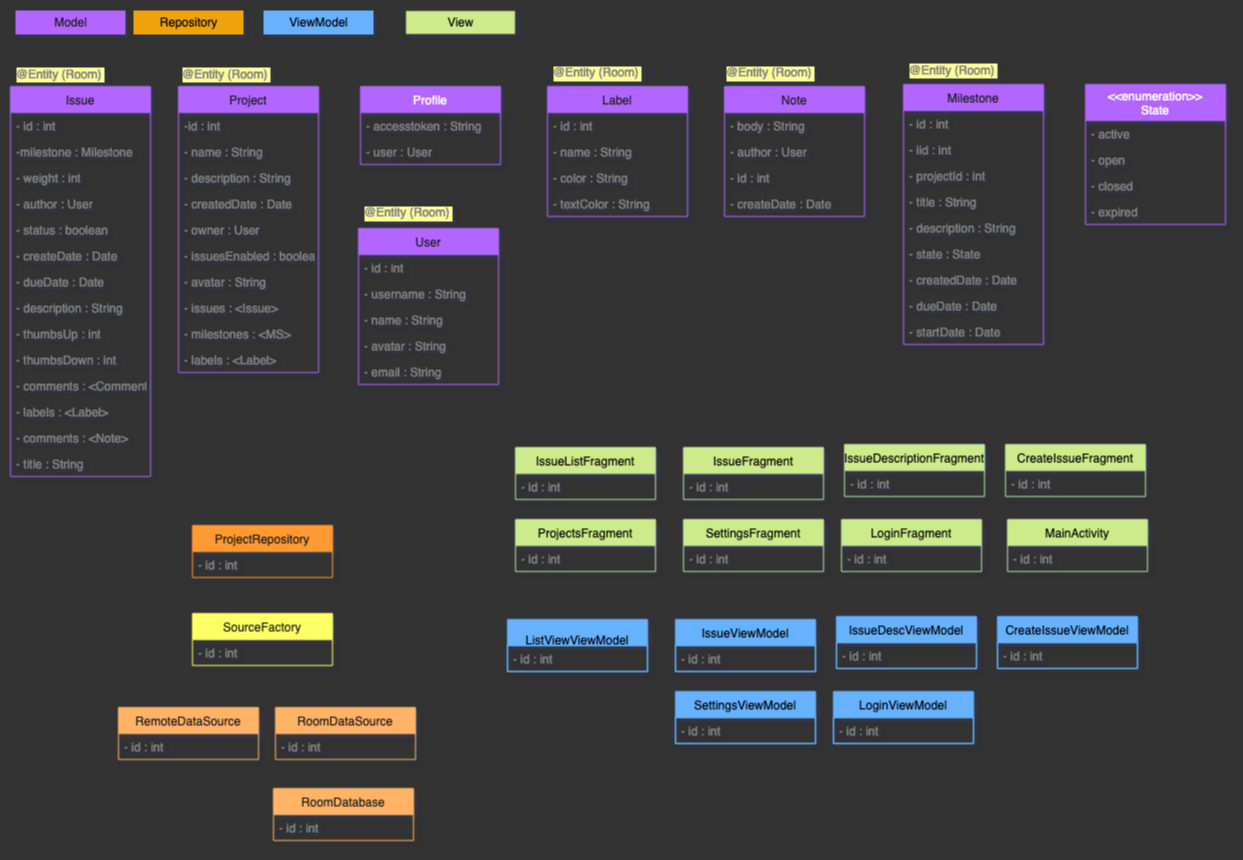 Model
Repository
ViewModel
View
@Entity (Room)
Issue
- id : int
-milestone : Milestone
- weight : int
- author : User
- status : boolean
- createDate : Date
- dueDate : Date
- description : String
- thumbsUp : int
- thumbsDown : int
- comments : <Comment
- labels : <Label>
- comments : <Note>
- title : String
@Entity (Room)
Project
-id : int
- name : String
- description : String
- createdDate : Date
- owner : User
- issuesEnabled : boolea
- avatar : String
- issues : <Issue>
- milestones : <MS>
- labels : <Label>
Profile
- accesstoken : String
- user : User
@Entity (Room)
User
- id : int
- username : String
- name : String
- avatar : String
- email : String
@Entity (Room)
Label
- id : int
- name : String
- color : String
- textColor : String
@Entity (Room)
Note
- body : String
- author : User
- id : int
- createDate : Date
@Entity (Room)
Milestone
- id : int
- iid : int
- projectId : int
- title : String
- description : String
- state : State
- createdDate : Date
- dueDate : Date
- startDate : Date
<<enumeration>>
State
- active
- open
- closed
- expired
IssueListFragment
- id : int
IssueFragment
- id : int
IssueDescriptionFragment
- id : int
CreateIssueFragment
- id : int
ProjectsFragment
- id : int
SettingsFragment
- id : int
LoginFragment
- id : int
MainActivity
- id : int
ProjectRepository
- id : int
SourceFactory
- id : int
RemoteDataSource
- id : int
RoomDataSource
- id : int
RoomDatabase
- id : int
ListViewViewModel
- id : int
IssueViewModel
- id : int
IssueDescViewModel
- id : int
CreateIssueViewModel
- id : int
SettingsViewModel
- id : int
LoginViewModel
- id : int